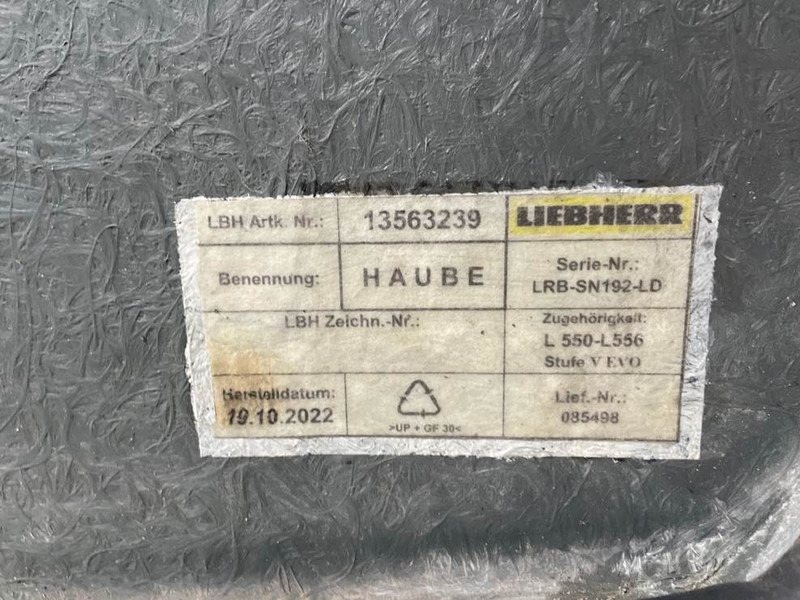 LBH Artk. Nr.: 13563239 LIEBHERR
Benennung: HAUBE
Serie-Nr.:
LRB-SN192-LD
LBH Zeichn.-Nr.:
Zugehörigkeit:
L 550-L556
Stufe V EVO
Herstelldatum:
19.10.2022
>UP + GF 30<
Lief.-Nr.:
085498